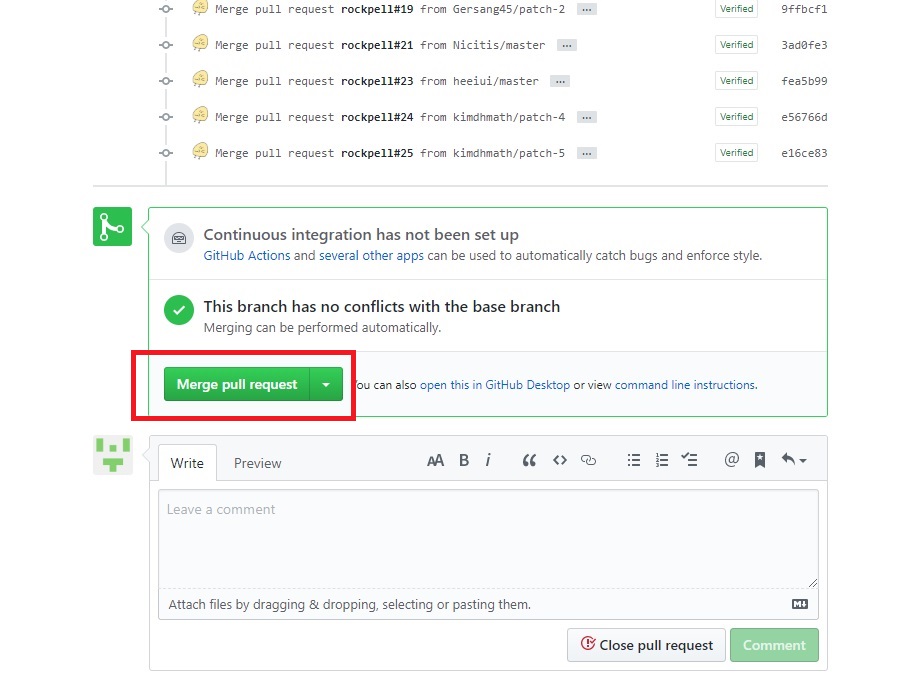 Merge pull request rockpell#19 from Gersang45/patch-2 ... Verified 9ffbcf1
Merge pull request rockpell#21 from Nicitis/master ... Verified 3ad0fe3
Merge pull request rockpell#23 from heeiui/master ... Verified fea5b99
Merge pull request rockpell#24 from kimdhmath/patch-4 ... Verified e56766d
Merge pull request rockpell#25 from kimdhmath/patch-5 ... Verified e16ce83
Continuous integration has not been set up
GitHub Actions and several other apps can be used to automatically catch bugs and enforce style.
This branch has no conflicts with the base branch
Merging can be performed automatically.
Merge pull request You can also open this in GitHub Desktop or view command line instructions.
Write Preview AA B i “ <> @
Leave a comment
Attach files by dragging & dropping, selecting or pasting them. M↓
Close pull request Comment